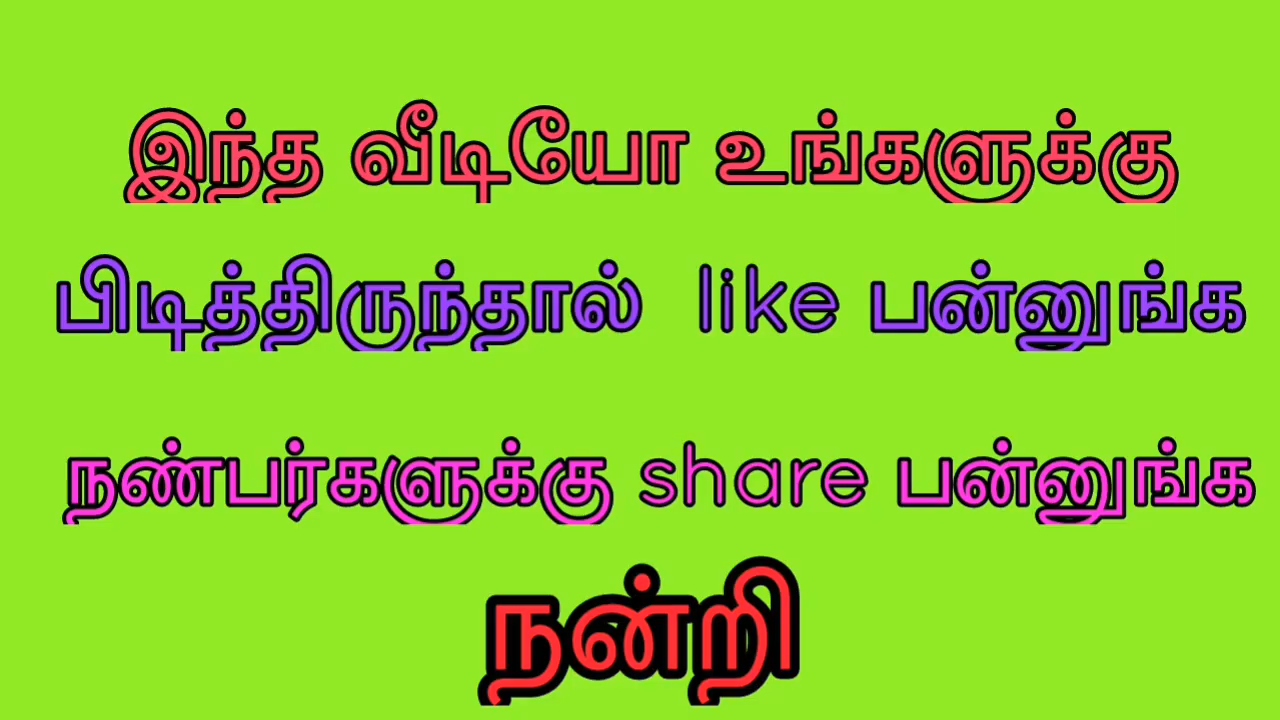 இந்த வீடியோ உங்களுக்கு
பிடித்திருந்தால் like பன்னுங்க
நண்பர்களுக்கு share பன்னுங்க
நன்றி